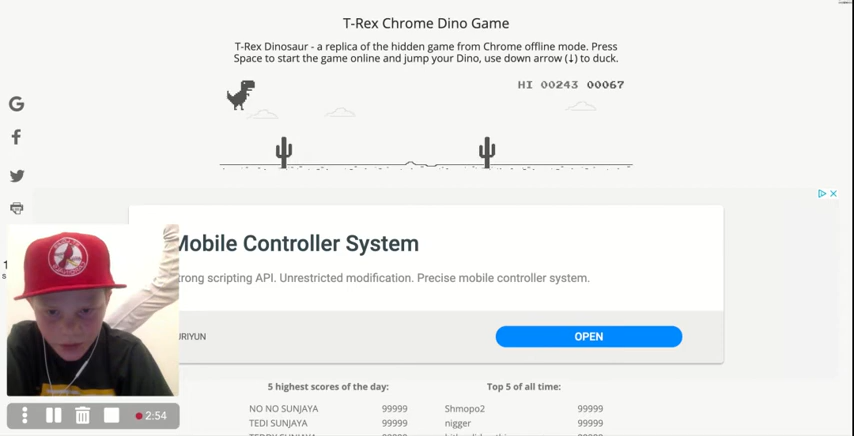 T-Rex Chrome Dino Game
T-Rex Dinosaur - a replica of the hidden game from Chrome offline mode. Press
Space to start the game online and jump your Dino, use down arrow (↓) to duck.
HI 00243 00067
Mobile Controller System
trong scripting API. Unrestricted modification. Precise mobile controller system.
URIYUN
OPEN
2:54
5 highest scores of the day:
Top 5 of all time:
NO NO SUNJAYA 99999
Shmopo2 99999
TEDI SUNJAYA 99999
nigger 99999